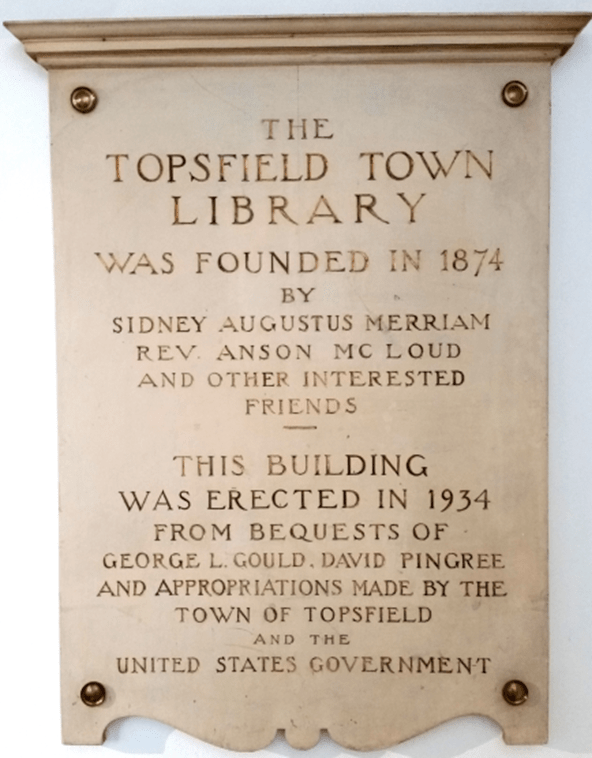 THE
TOPSFIELD TOWN
LIBRARY
WAS FOUNDED IN 1874
BY
SIDNEY AUGUSTUS MERRIAM
REV. ANSON MC LOUD
AND OTHER INTERESTED
FRIENDS
THIS BUILDING
WAS ERECTED IN 1934
FROM BEQUESTS OF
GEORGE L. GOULD, DAVID PINGREE
AND APPROPRIATIONS MADE BY THE
TOWN OF TOPSFIELD
AND THE
UNITED STATES GOVERNMENT